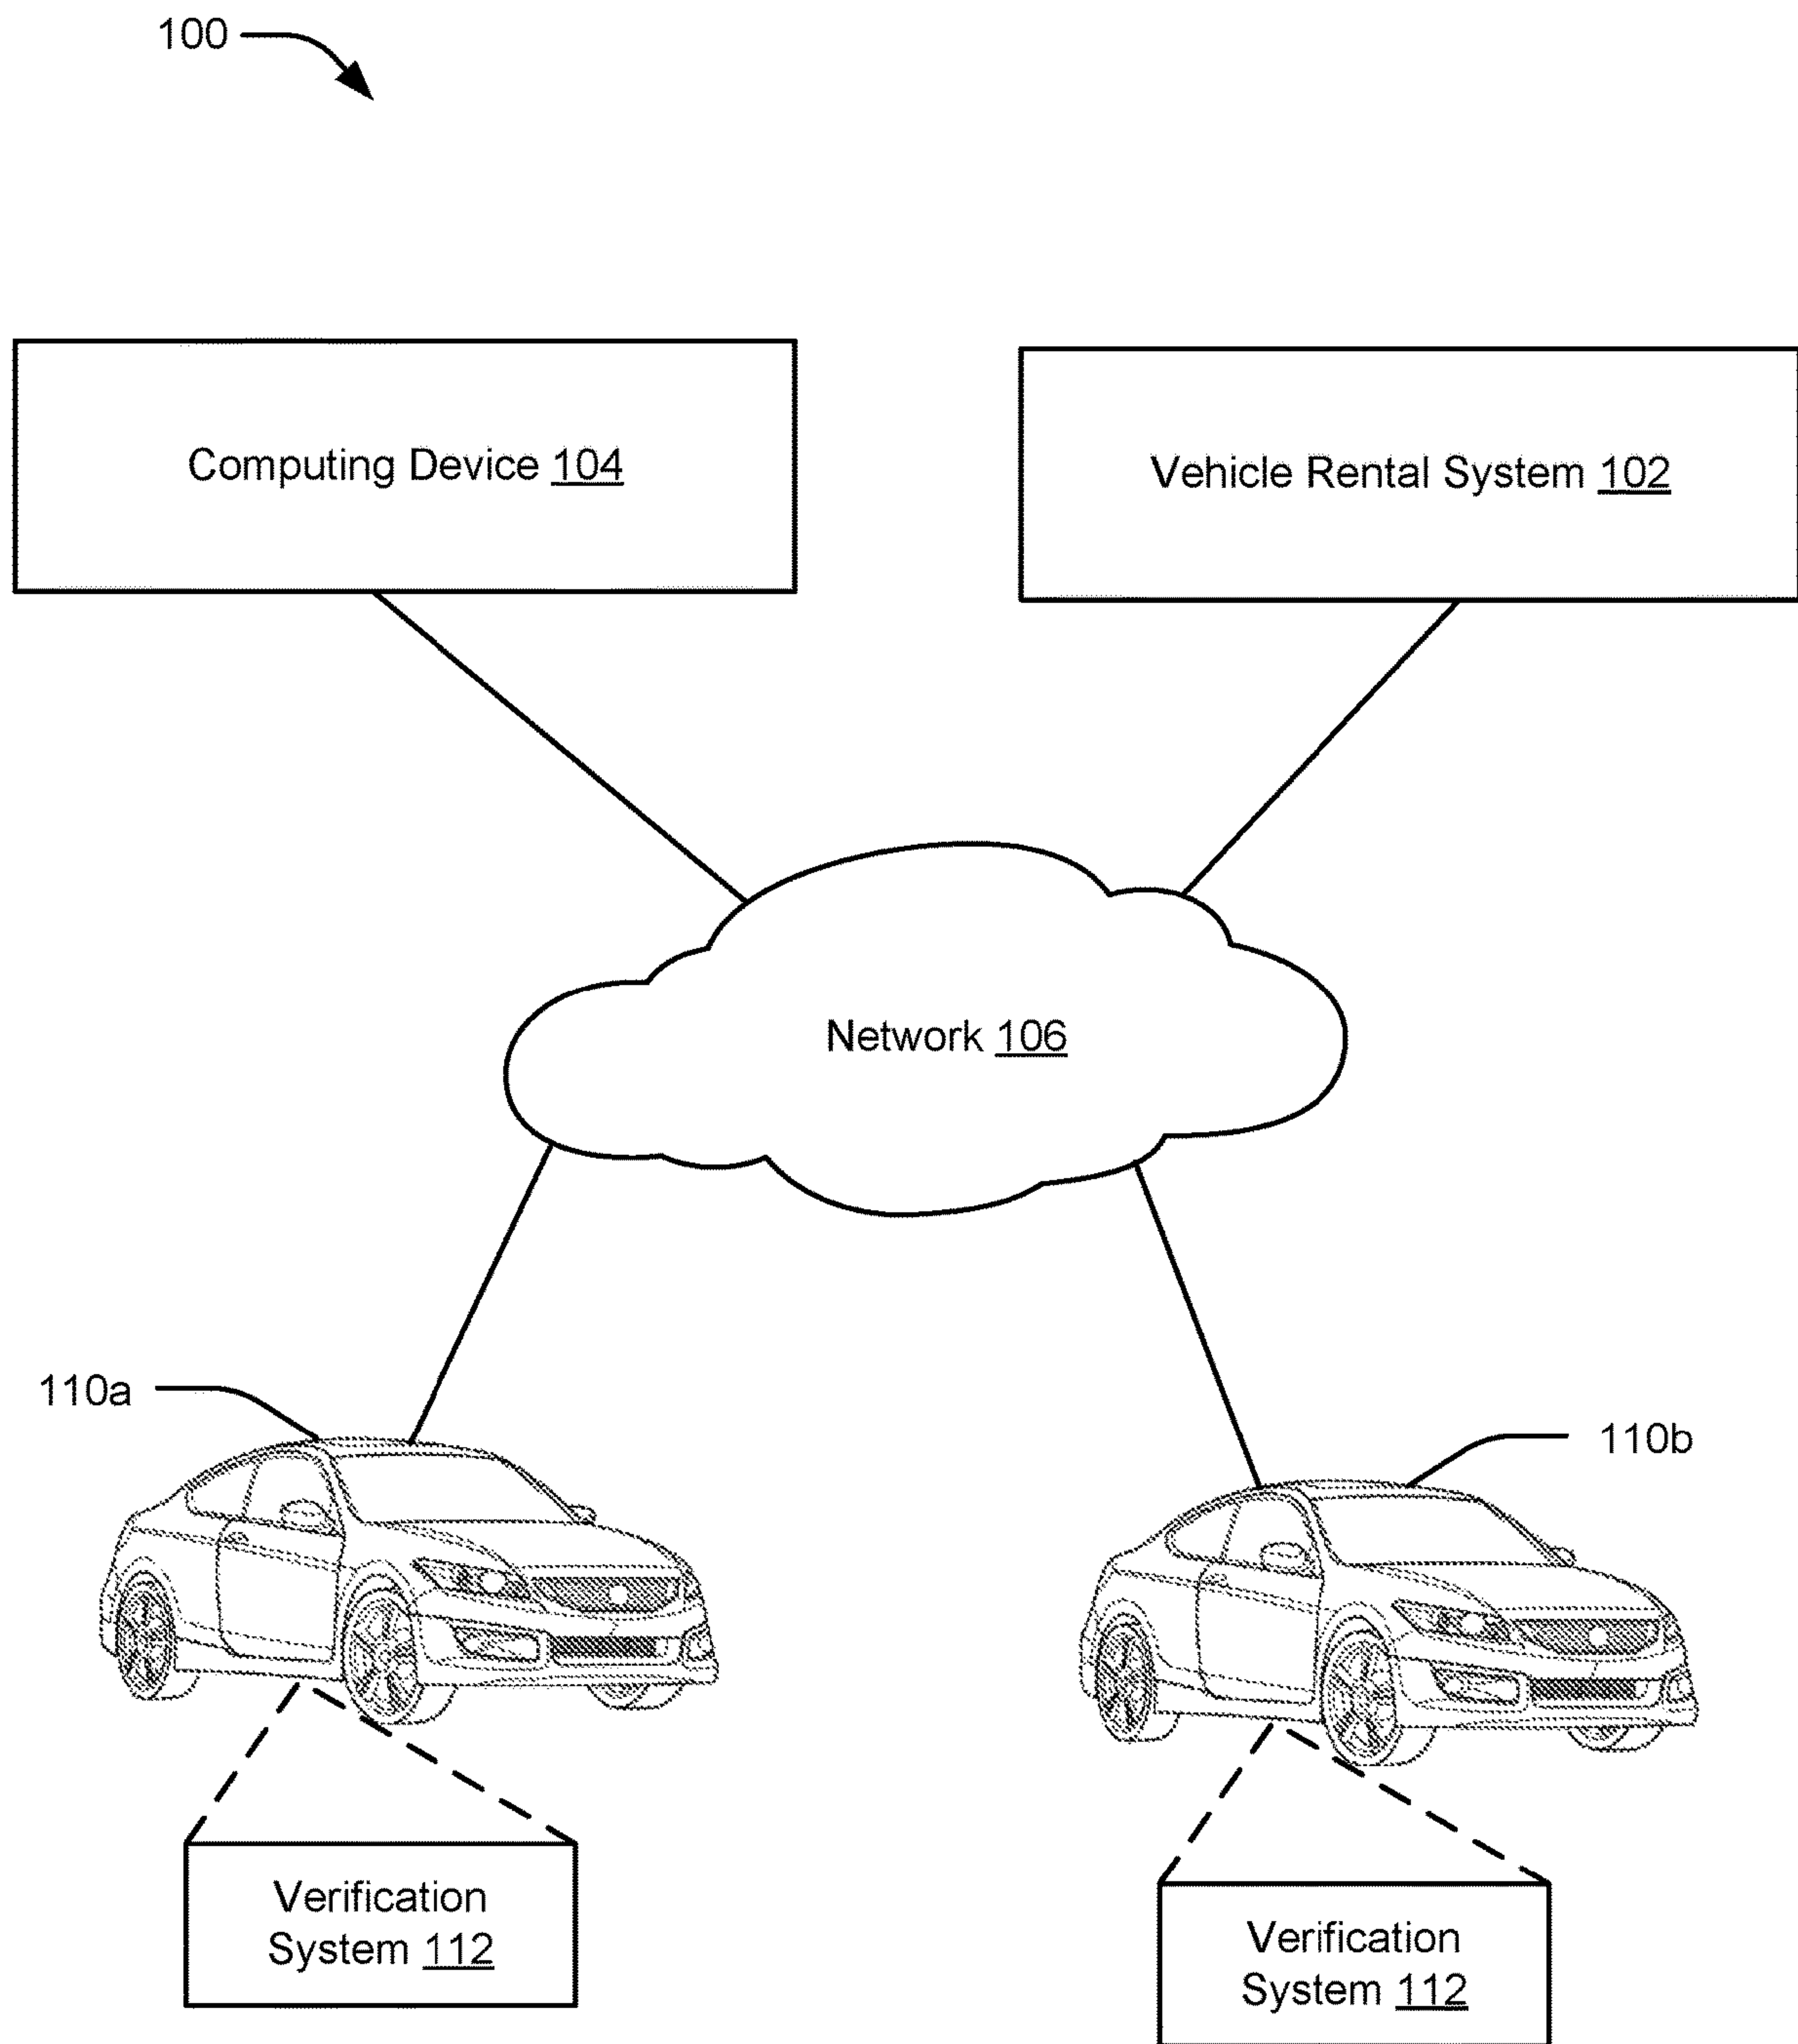 100
Computing Device 104
Vehicle Rental System 102
Network 106
110a
110b
Verification
System 112
Verification
System 112